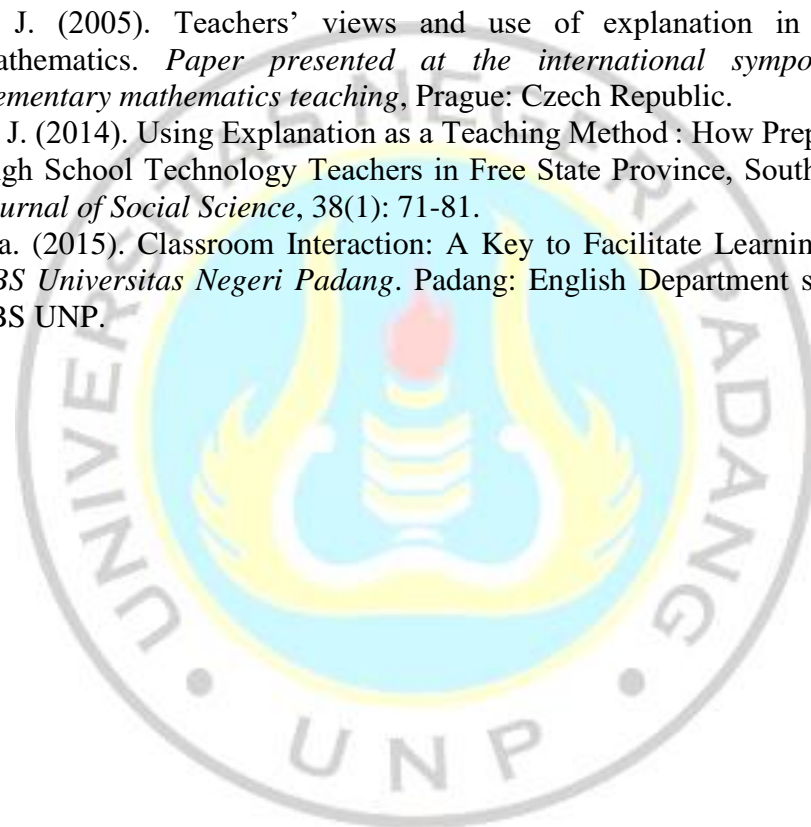 J. (2005). Teachers’ views and use of explanation in
athematics. Paper presented at the international sympo
ementary mathematics teaching, Prague: Czech Republic.
J. (2014). Using Explanation as a Teaching Method : How Prep
gh School Technology Teachers in Free State Province, South
urnal of Social Science, 38(1): 71-81.
a. (2015). Classroom Interaction: A Key to Facilitate Learnin
BS Universitas Negeri Padang. Padang: English Department s
BS UNP.
UNIVERSITAS NEGERI PADANG
UNP